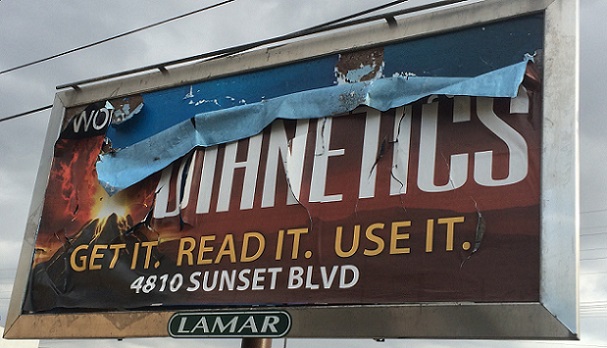 DIANETICS
GET IT. READ IT. USE IT.
4810 SUNSET BLVD
LAMAR